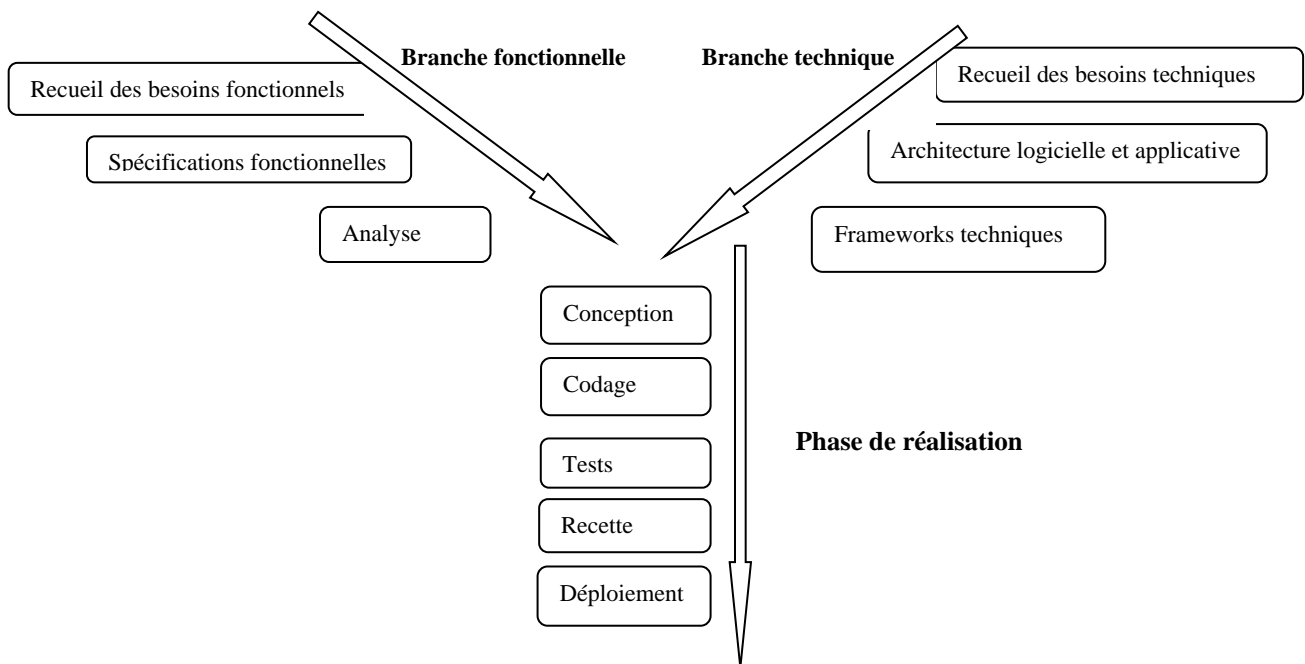 Branche fonctionnelle
Branche technique
Recueil des besoins fonctionnels
Recueil des besoins techniques
Spécifications fonctionnelles
Architecture logicielle et applicative
Analyse
Frameworks techniques
Conception
Codage
Phase de réalisation
Tests
Recette
Déploiement